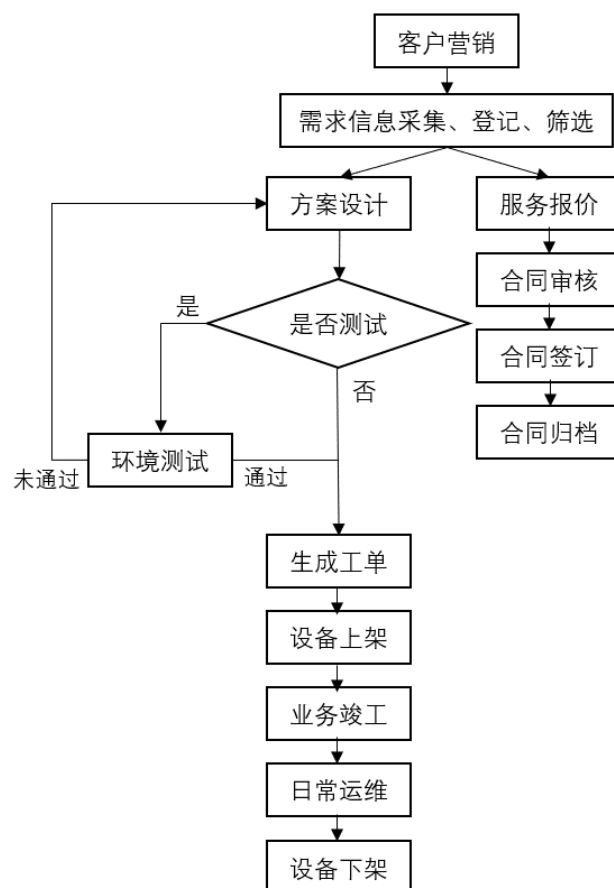 客户营销
需求信息采集、登记、筛选
方案设计
服务报价
合同审核
是
是否测试
合同签订
否
合同归档
环境测试
未通过
通过
生成工单
设备上架
业务竣工
日常运维
设备下架